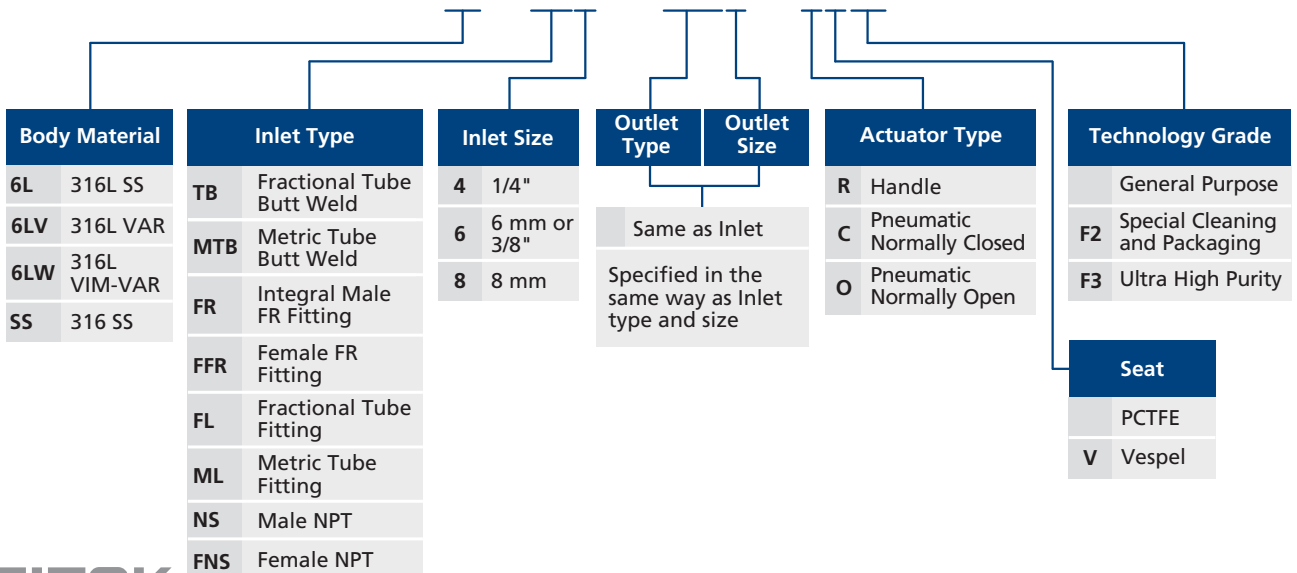 Body Material
6L 316L SS
6LV 316L VAR
6LW 316L
VIM-VAR
SS 316 SS
Inlet Type
TB Fractional Tube
Butt Weld
MTB Metric Tube
Butt Weld
FR Integral Male
FR Fitting
FFR Female FR
Fitting
FL Fractional Tube
Fitting
ML Metric Tube
Fitting
NS Male NPT
FNS Female NPT
Inlet Size
4 1/4"
6 6 mm or
3/8"
8 8 mm
Outlet
Type
Outlet
Size
Same as Inlet
Specified in the
same way as Inlet
type and size
Actuator Type
R Handle
C Pneumatic
Normally Closed
O Pneumatic
Normally Open
Technology Grade
General Purpose
F2 Special Cleaning
and Packaging
F3 Ultra High Purity
Seat
PCTFE
V Vespel